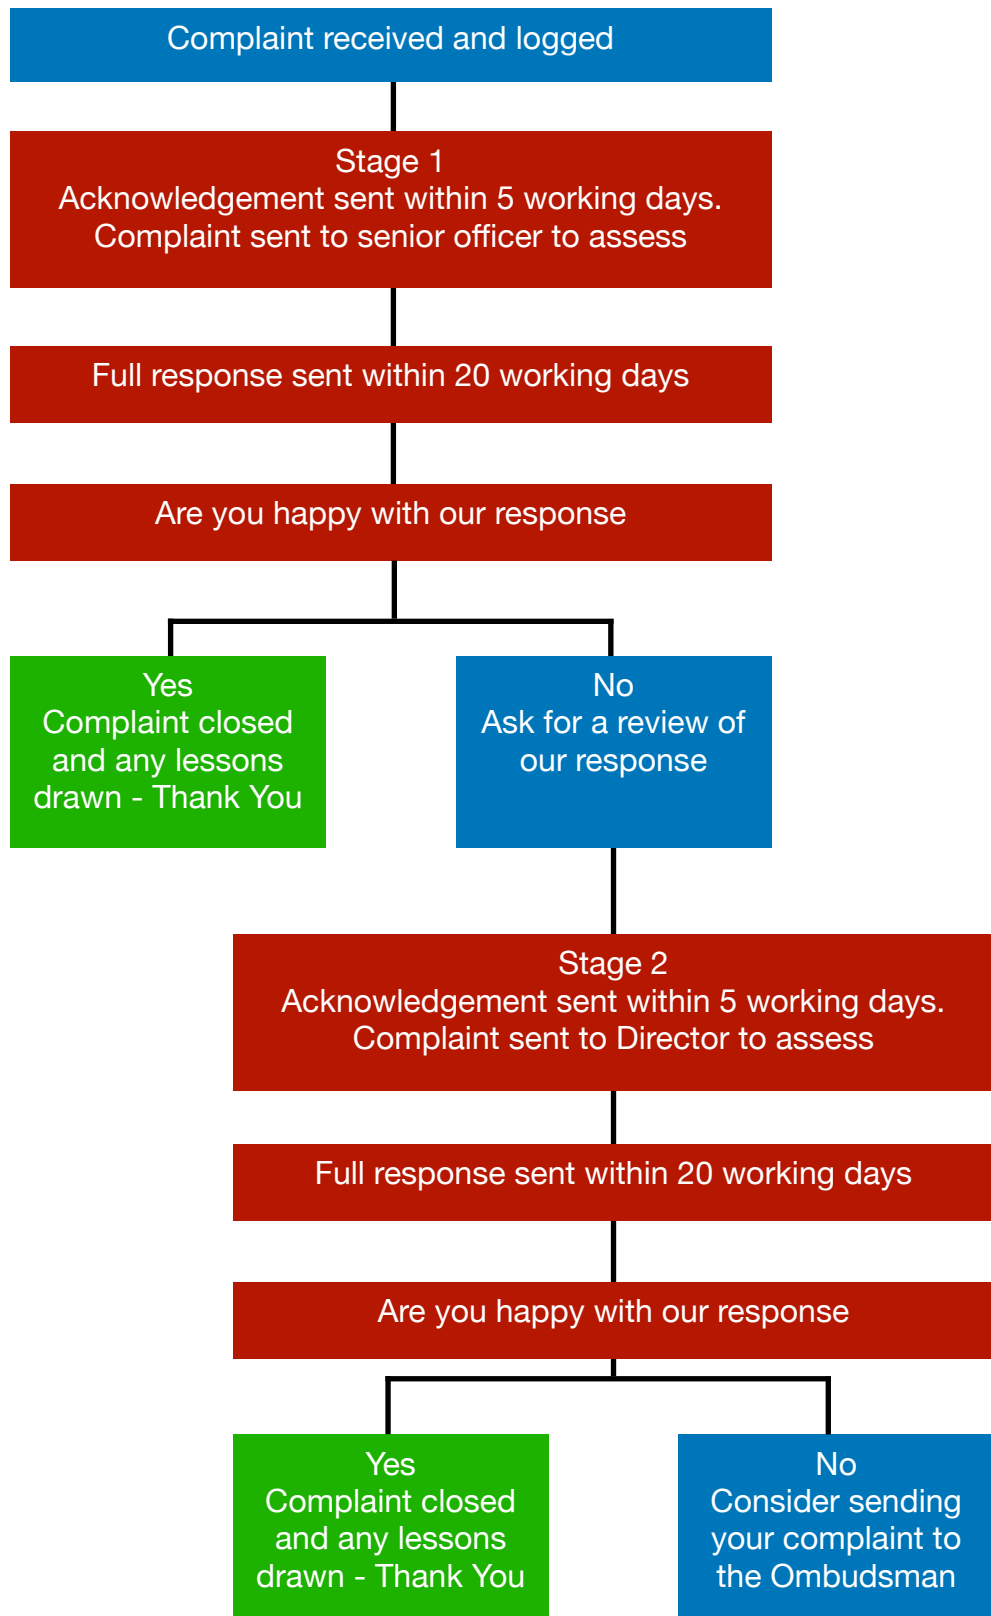 Complaint received and logged
Stage 1
Acknowledgement sent within 5 working days.
Complaint sent to senior officer to assess
Full response sent within 20 working days
Are you happy with our response
Yes
Complaint closed
and any lessons
drawn - Thank You
No
Ask for a review of
our response
Stage 2
Acknowledgement sent within 5 working days.
Complaint sent to Director to assess
Full response sent within 20 working days
Are you happy with our response
Yes
Complaint closed
and any lessons
drawn - Thank You
No
Consider sending
your complaint to
the Ombudsman